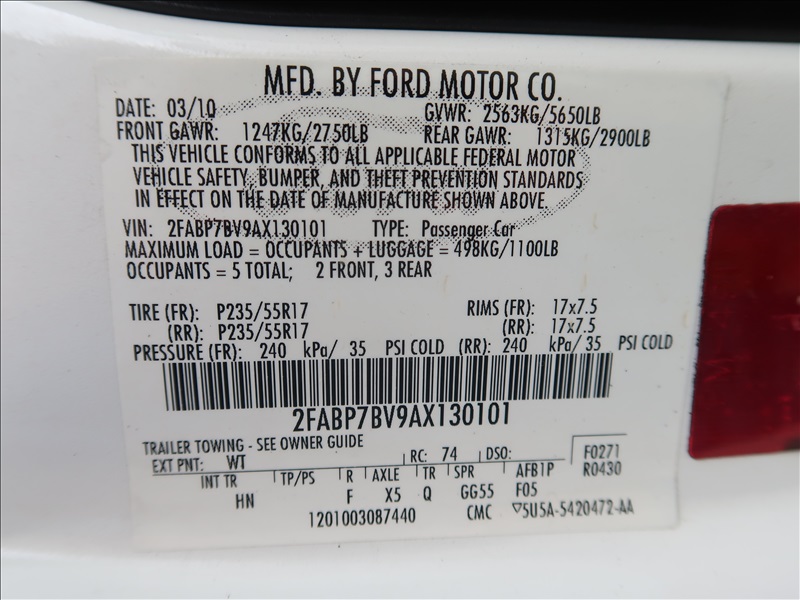 MFD. BY FORD MOTOR CO.
DATE: 03/10 GVWR: 2563KG/5650LB
FRONT GAWR: 1247KG/2750LB REAR GAWR: 1315KG/2900LB
THIS VEHICLE CONFORMS TO ALL APPLICABLE FEDERAL MOTOR
VEHICLE SAFETY, BUMPER, AND THEFT PREVENTION STANDARDS
IN EFFECT ON THE DATE OF MANUFACTURE SHOWN ABOVE.
VIN: 2FABP7BV9AX130101 TYPE: Passenger Car
MAXIMUM LOAD = OCCUPANTS + LUGGAGE = 498KG/1100LB
OCCUPANTS = 5 TOTAL; 2 FRONT, 3 REAR
TIRE (FR): P235/55R17 RIMS (FR): 17x7.5
(RR): P235/55R17 (RR): 17x7.5
PRESSURE (FR): 240 kPa/ 35 PSI COLD (RR): 240 kPa/ 35 PSI COLD
2FABP7BV9AX130101
TRAILER TOWING - SEE OWNER GUIDE
EXT PNT: WT RC: 74 DSO: F0271
INT TR TP/PS R AXLE TR SPR AFB1P R0430
HN F X5 Q GG55 F05
1201003087440 CMC ▽5U5A-5420472-AA